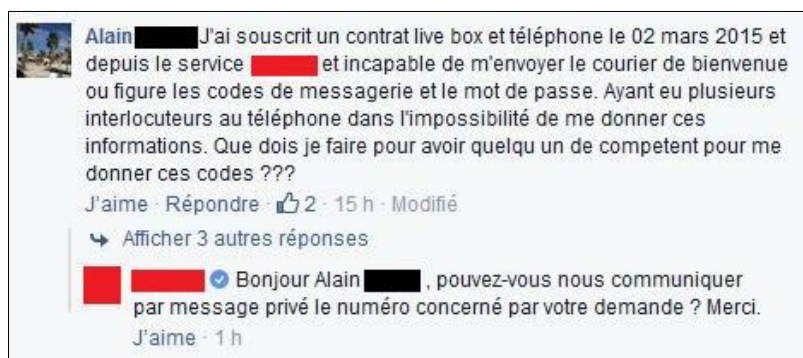 Alain J'ai souscrit un contrat live box et téléphone le 02 mars 2015 et
depuis le service et incapable de m'envoyer le courier de bienvenue
ou figure les codes de messagerie et le mot de passe. Ayant eu plusieurs
interlocuteurs au téléphone dans l'impossibilité de me donner ces
informations. Que dois je faire pour avoir quelqu un de competent pour me
donner ces codes ???
J'aime · Répondre · 2 · 15 h · Modifié
Afficher 3 autres réponses
Bonjour Alain , pouvez-vous nous communiquer
par message privé le numéro concerné par votre demande ? Merci.
J'aime · 1 h